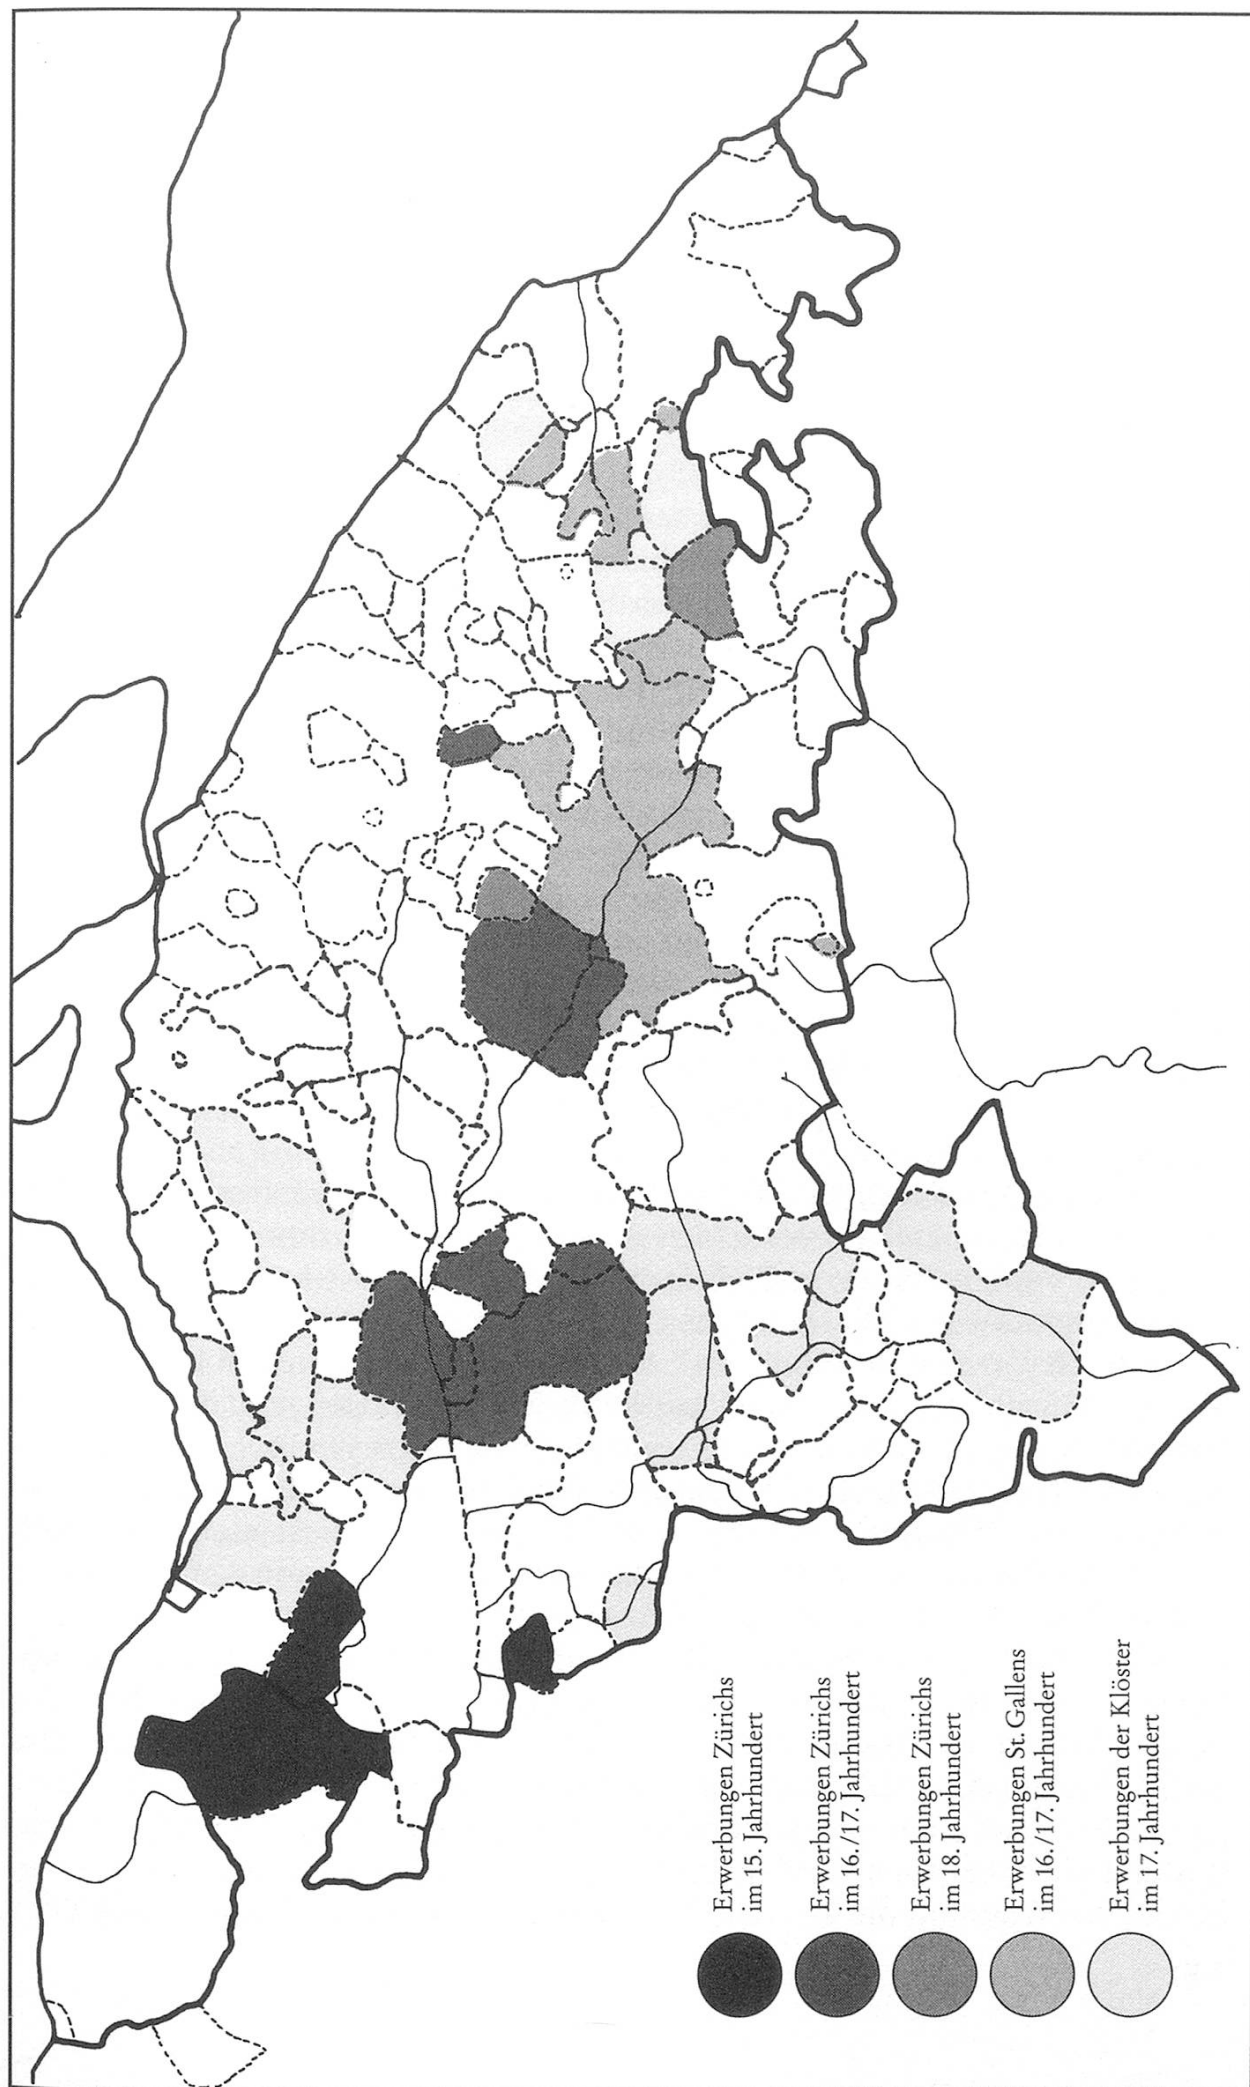 Erwerbungen Zürichs
im 15. Jahrhundert
Erwerbungen Zürichs
im 16./17. Jahrhundert
Erwerbungen Zürichs
im 18. Jahrhundert
Erwerbungen St. Gallens
im 16./17. Jahrhundert
Erwerbungen der Klöster
im 17. Jahrhundert